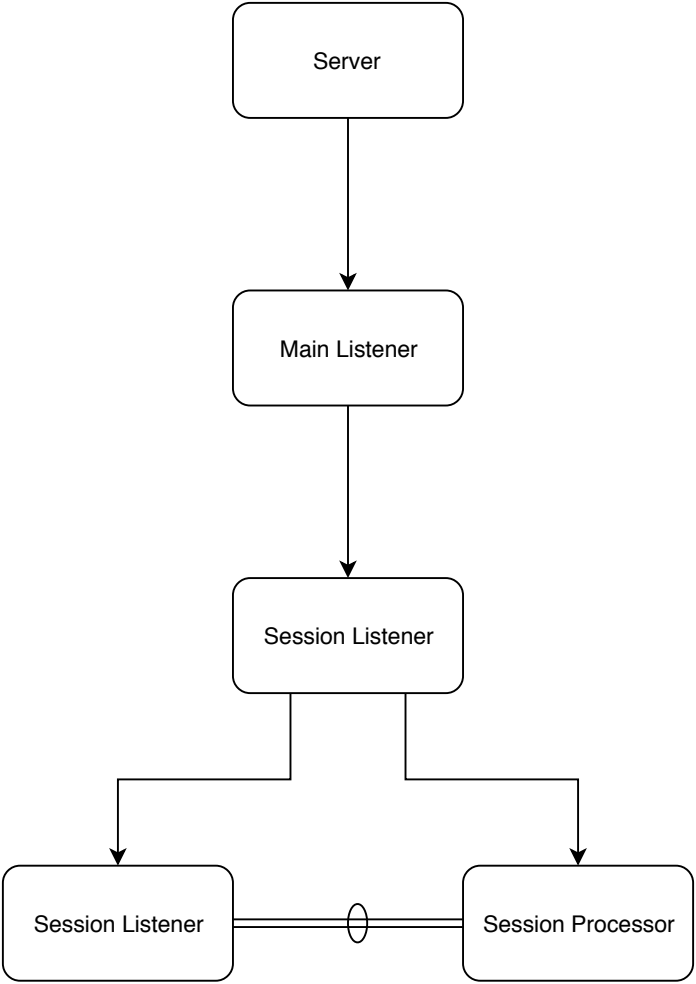 Server
Main Listener
Session Listener
Session Listener
Session Processor